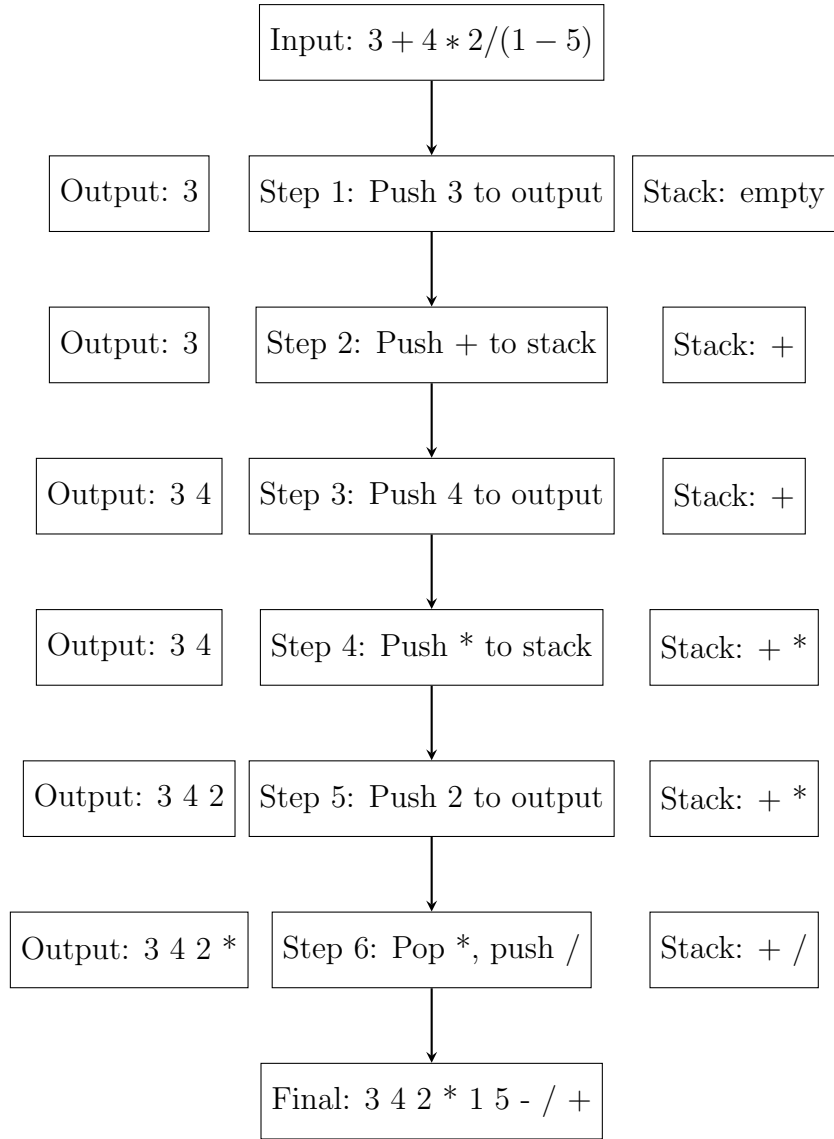 Input: 3 + 4 ∗ 2/(1 − 5)
Output: 3
Step 1: Push 3 to output
Stack: empty
Output: 3
Step 2: Push + to stack
Stack: +
Output: 3 4
Step 3: Push 4 to output
Stack: +
Output: 3 4
Step 4: Push * to stack
Stack: + *
Output: 3 4 2
Step 5: Push 2 to output
Stack: + *
Output: 3 4 2 *
Step 6: Pop *, push /
Stack: + /
Final: 3 4 2 * 1 5 - / +